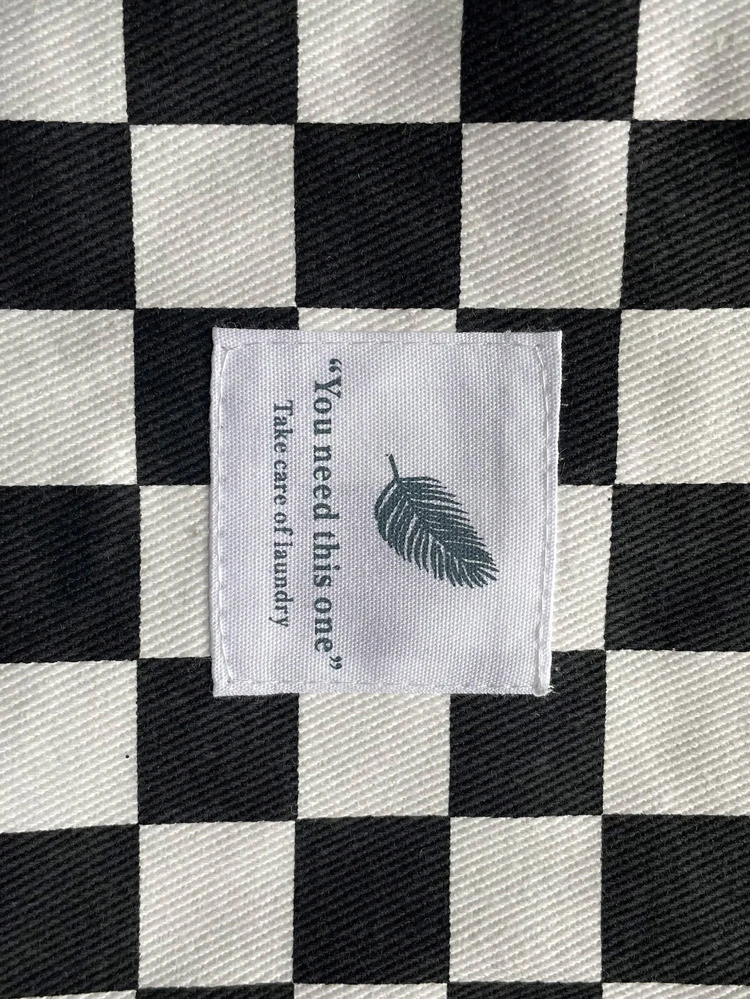 “You need this one”
Take care of laundry